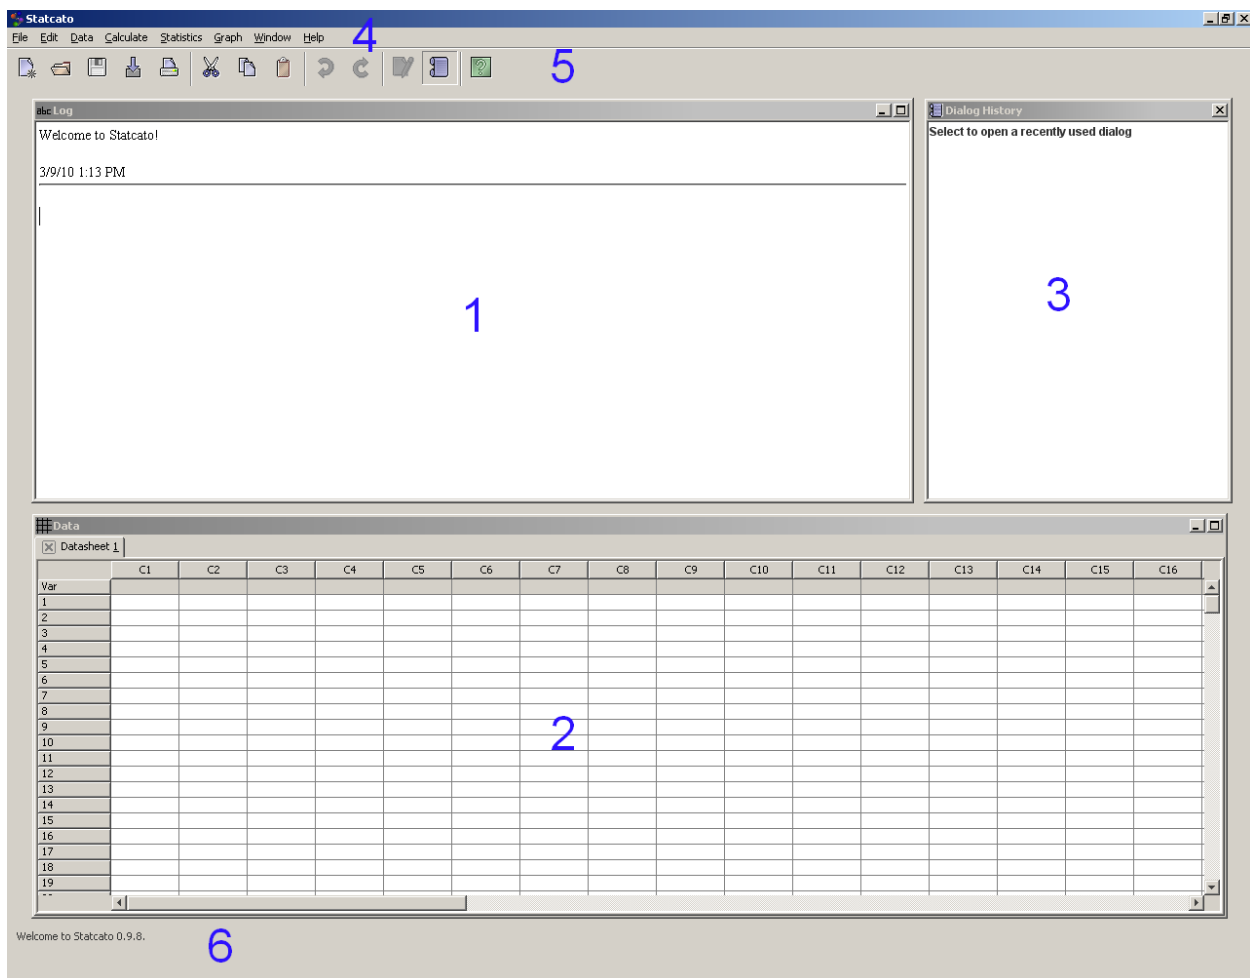 Statcato
File Edit Data Calculate Statistics Graph Window Help
4
5
abc Log
Welcome to Statcato!
3/9/10 1:13 PM
1
Dialog History
Select to open a recently used dialog
3
Data
Datasheet 1
C1 C2 C3 C4 C5 C6 C7 C8 C9 C10 C11 C12 C13 C14 C15 C16
Var
1
2
3
4
5
6
7
8
9
10
11
12
13
14
15
16
17
18
19
2
Welcome to Statcato 0.9.8.
6